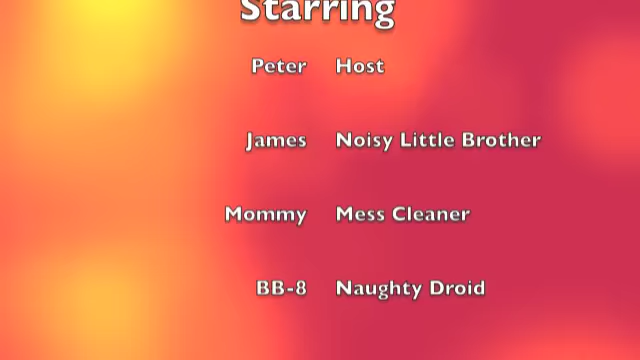 Starring
Peter Host
James Noisy Little Brother
Mommy Mess Cleaner
BB-8 Naughty Droid